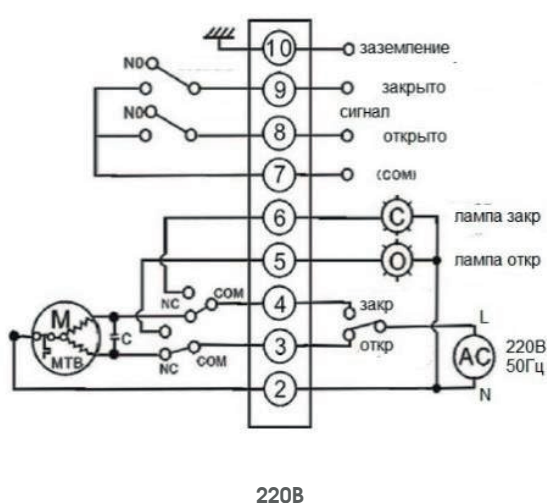 10 заземление
NO
9 закрыто
сигнал
NO
8 открыто
7 (COM)
6 C лампа закр
5 O лампа откр
NC COM 4 закр
L
M C
МТВ
NC COM 3 откр
AC 220В
50Гц
2 N
220В